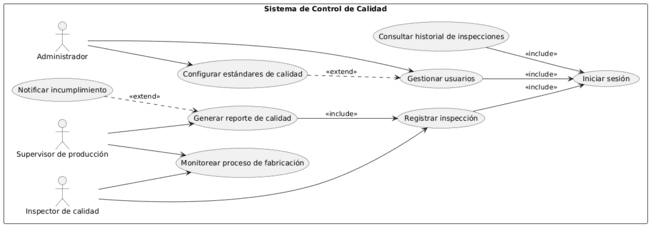 Sistema de Control de Calidad
Administrador
Consultar historial de inspecciones
«include»
Configurar estándares de calidad
«extend»
Gestionar usuarios
«include»
Iniciar sesión
«include»
Notificar incumplimiento
«extend»
Generar reporte de calidad
«include»
Registrar inspección
Supervisor de producción
Monitorear proceso de fabricación
Inspector de calidad